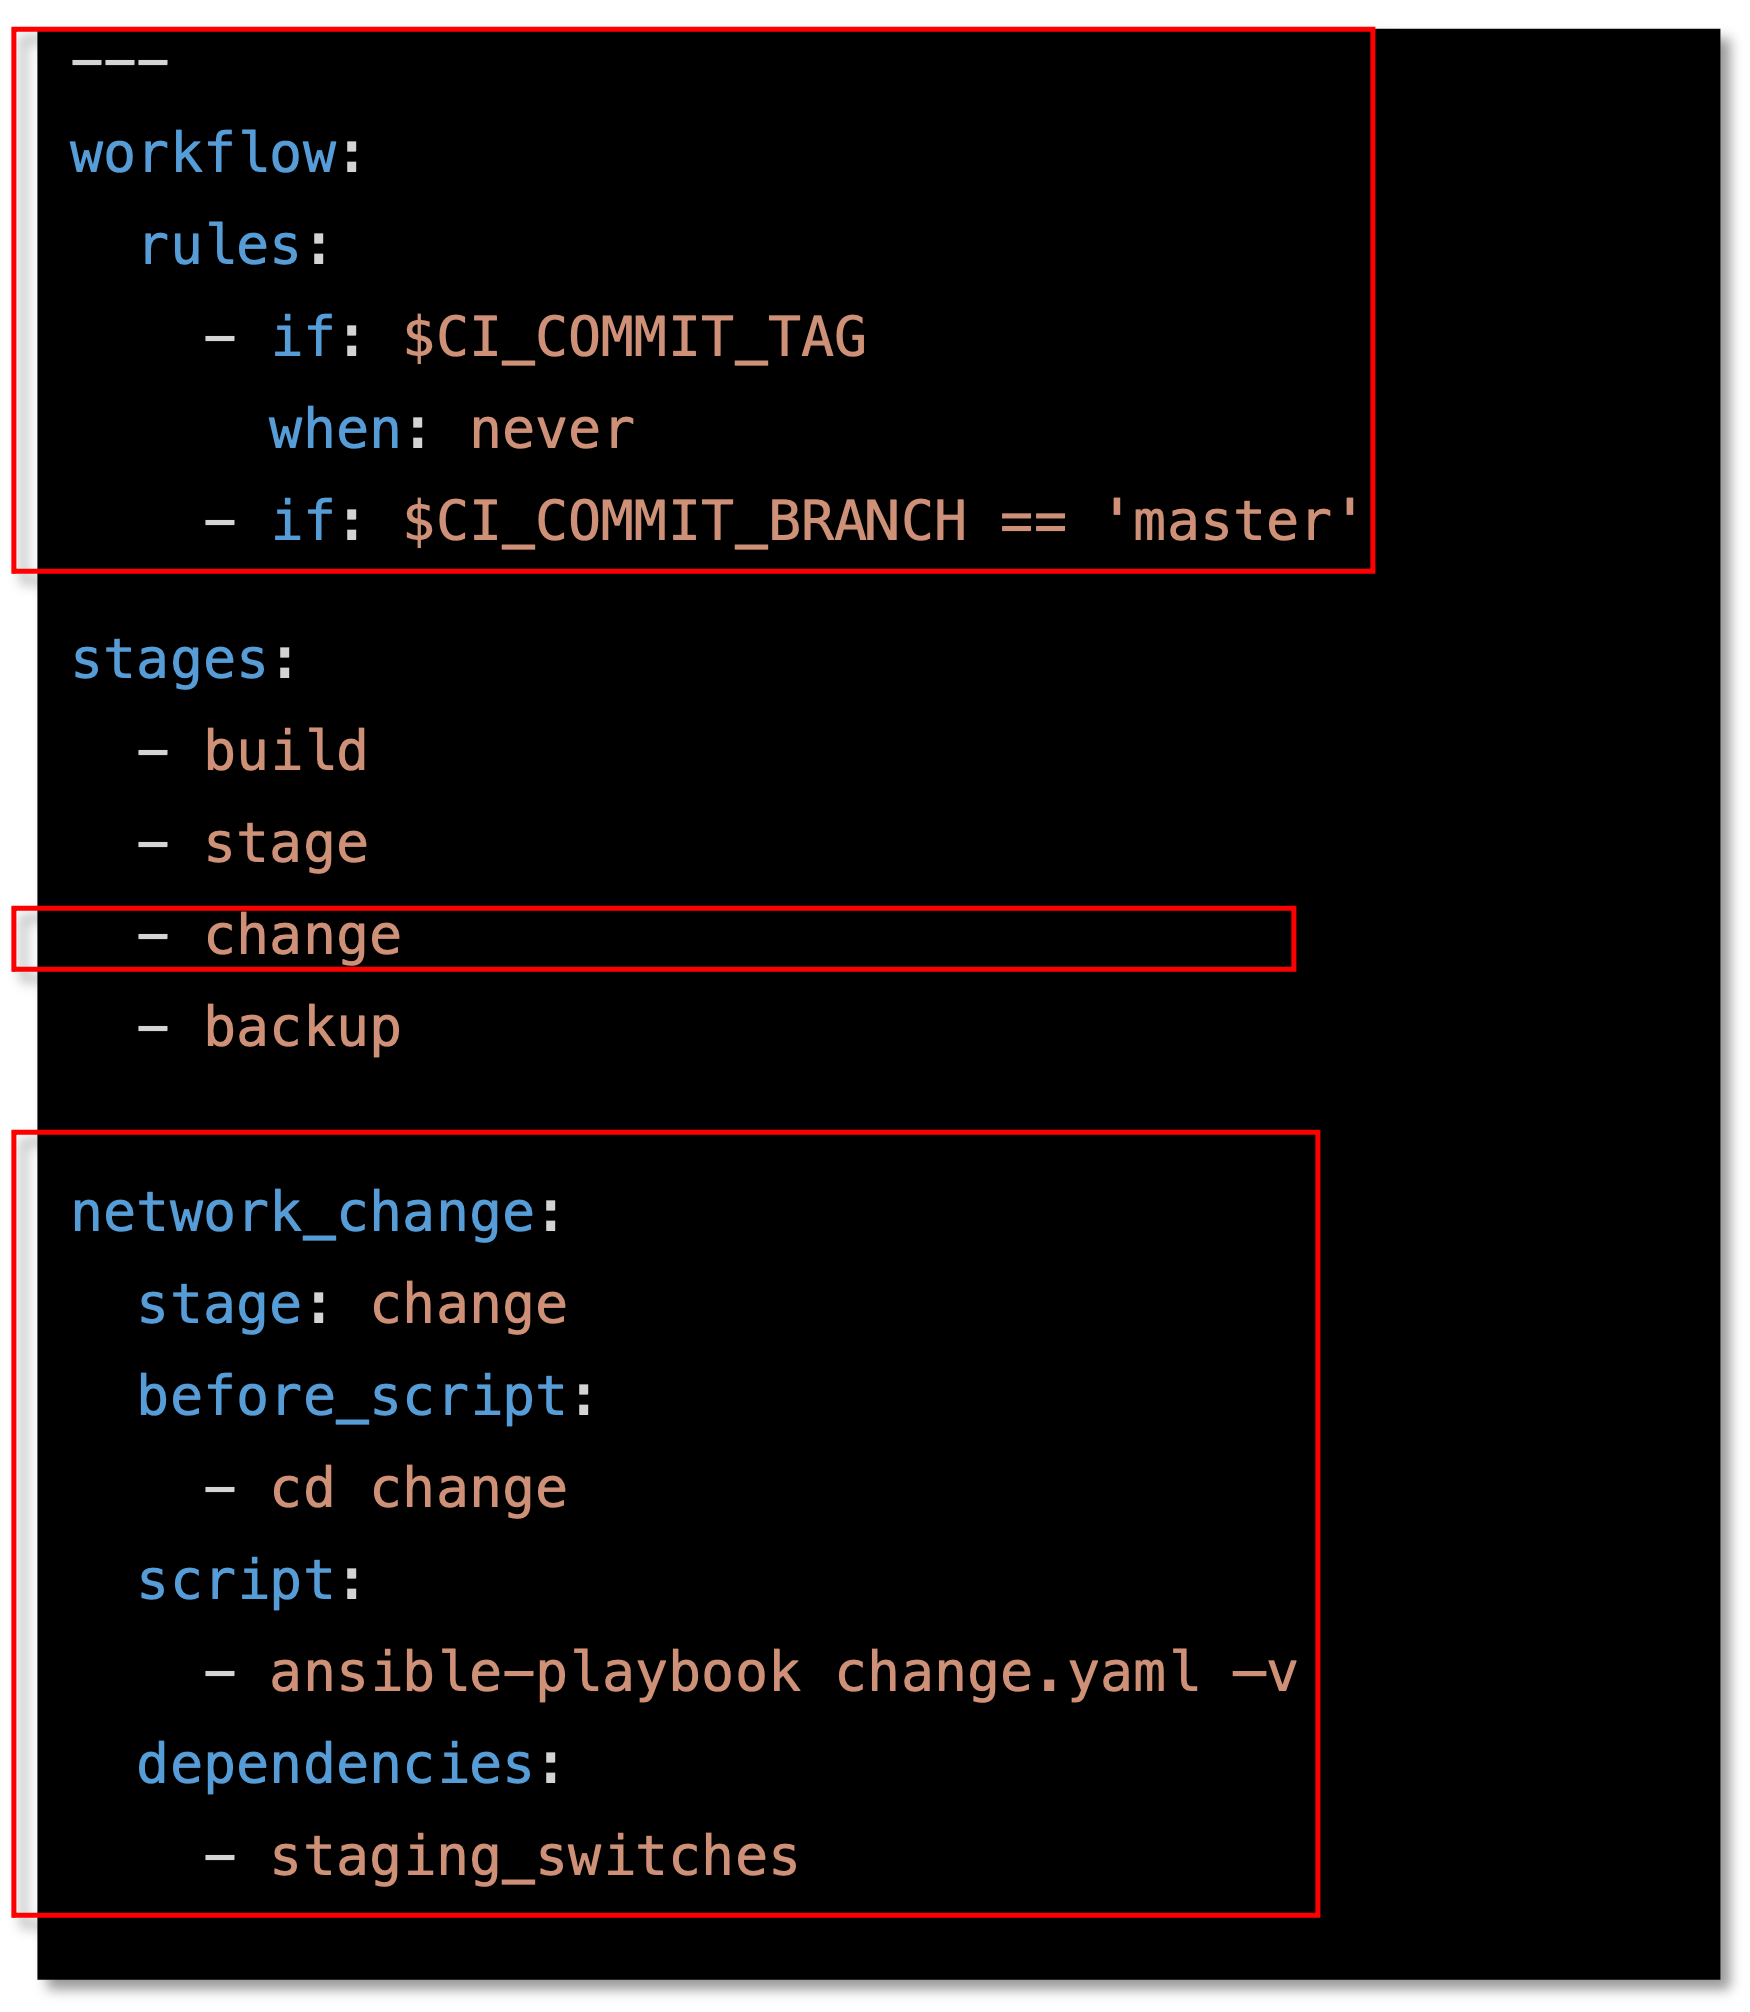 ---
workflow:
  rules:
    - if: $CI_COMMIT_TAG
      when: never
    - if: $CI_COMMIT_BRANCH == 'master'
stages:
  - build
  - stage
  - change
  - backup
network_change:
  stage: change
  before_script:
    - cd change
  script:
    - ansible-playbook change.yaml -v
  dependencies:
    - staging_switches